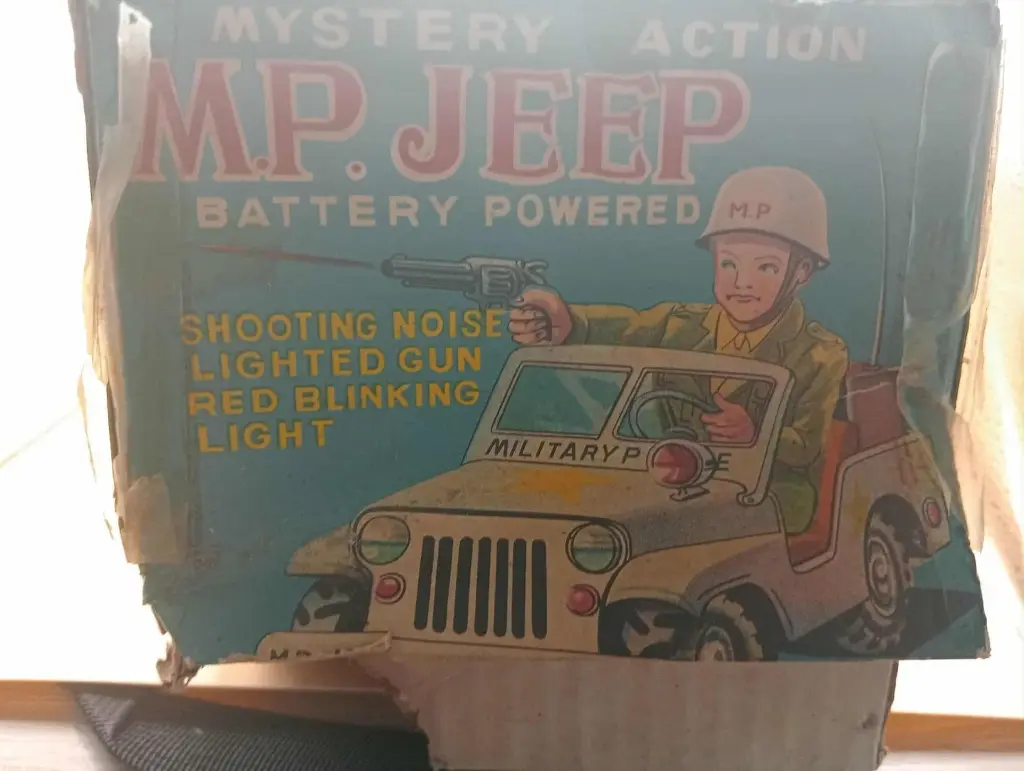 MYSTERY ACTION
M.P. JEEP
BATTERY POWERED
M.P
SHOOTING NOISE
LIGHTED GUN
RED BLINKING
LIGHT
MILITARY P E